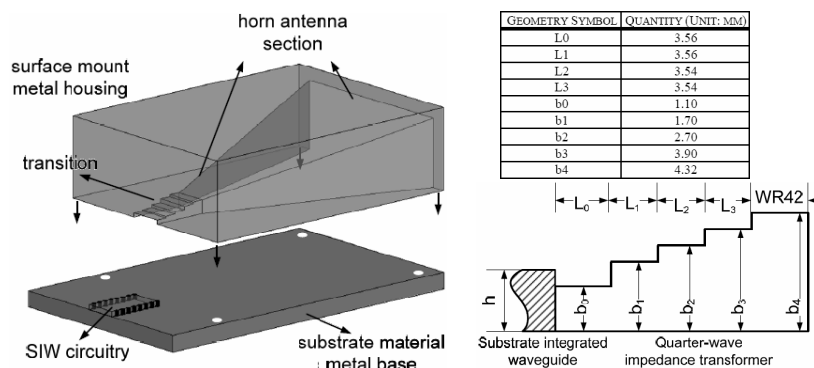 horn antenna
section
surface mount
metal housing
transition
SIW circuitry
substrate material
metal base
GEOMETRY SYMBOL QUANTITY (UNIT: MM)
L0 3.56
L1 3.56
L2 3.54
L3 3.54
b0 1.10
b1 1.70
b2 2.70
b3 3.90
b4 4.32
L₀ L₁ L₂ L₃ WR42
h b₀ b₁ b₂ b₃ b₄
Substrate integrated
waveguide
Quarter-wave
impedance transformer